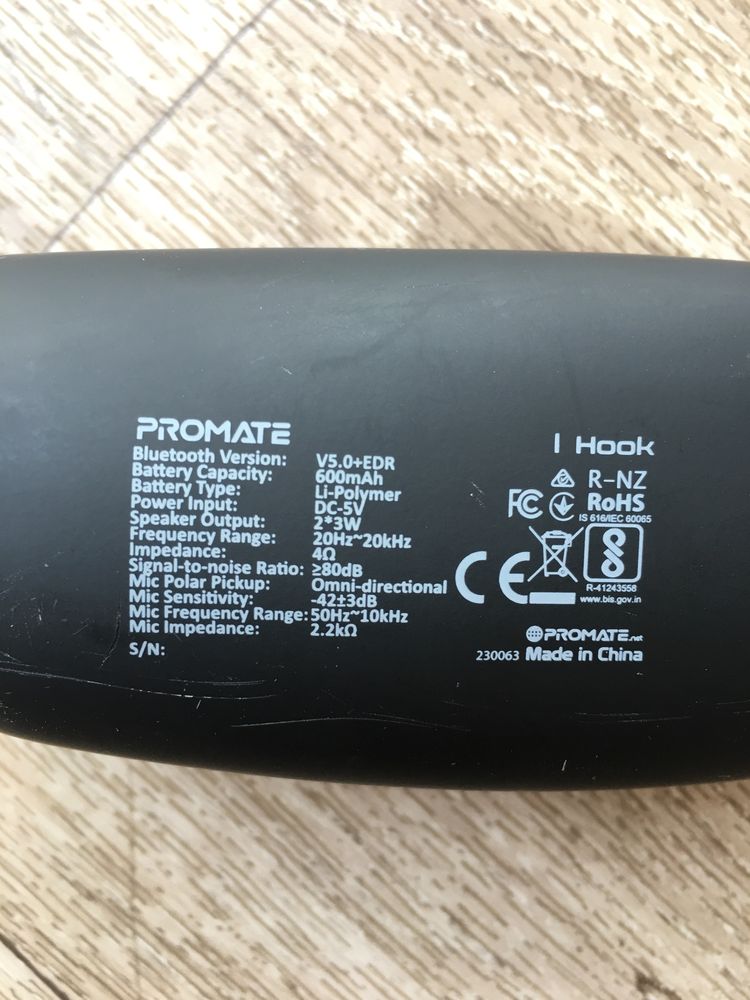 PROMATE
Bluetooth Version: V5.0+EDR
Battery Capacity: 600mAh
Battery Type: Li-Polymer
Power Input: DC-5V
Speaker Output: 2*3W
Frequency Range: 20Hz~20kHz
Impedance: 4Ω
Signal-to-noise Ratio: ≥80dB
Mic Polar Pickup: Omni-directional
Mic Sensitivity: -42±3dB
Mic Frequency Range: 50Hz~10kHz
Mic Impedance: 2.2kΩ
S/N:
I Hook
R-NZ
FC RoHS
IS 616/IEC 60065
CE
R-41243558
www.bis.gov.in
PROMATE.net
230063 Made in China